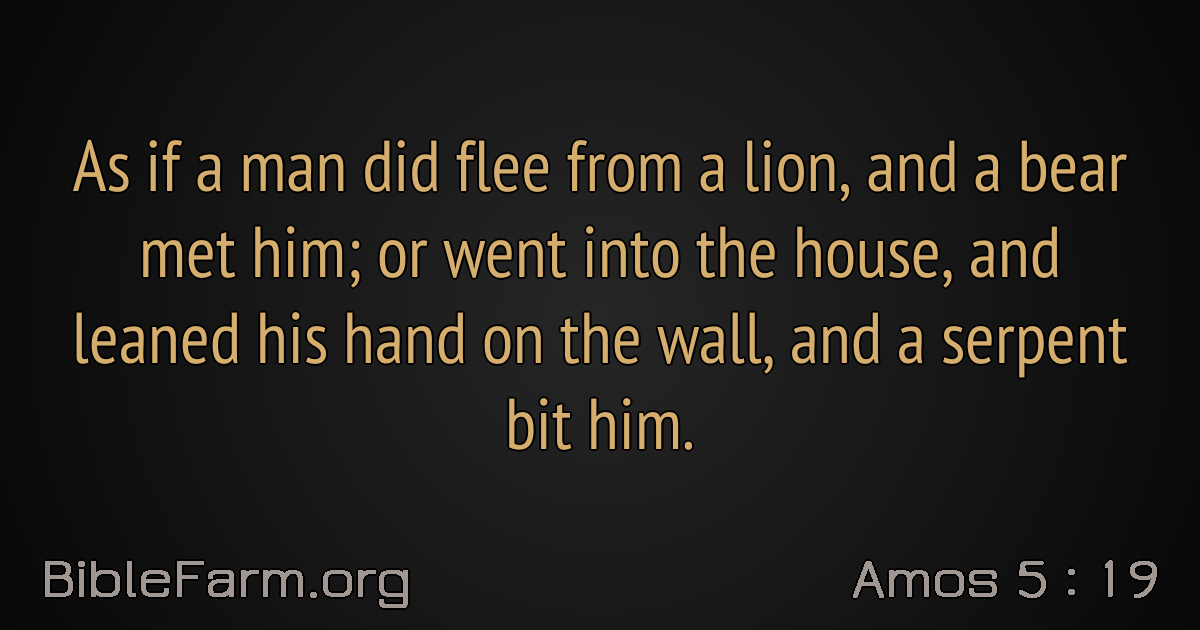 As if a man did flee from a lion, and a bear
met him; or went into the house, and
leaned his hand on the wall, and a serpent
bit him.
BibleFarm.org
Amos 5 : 19